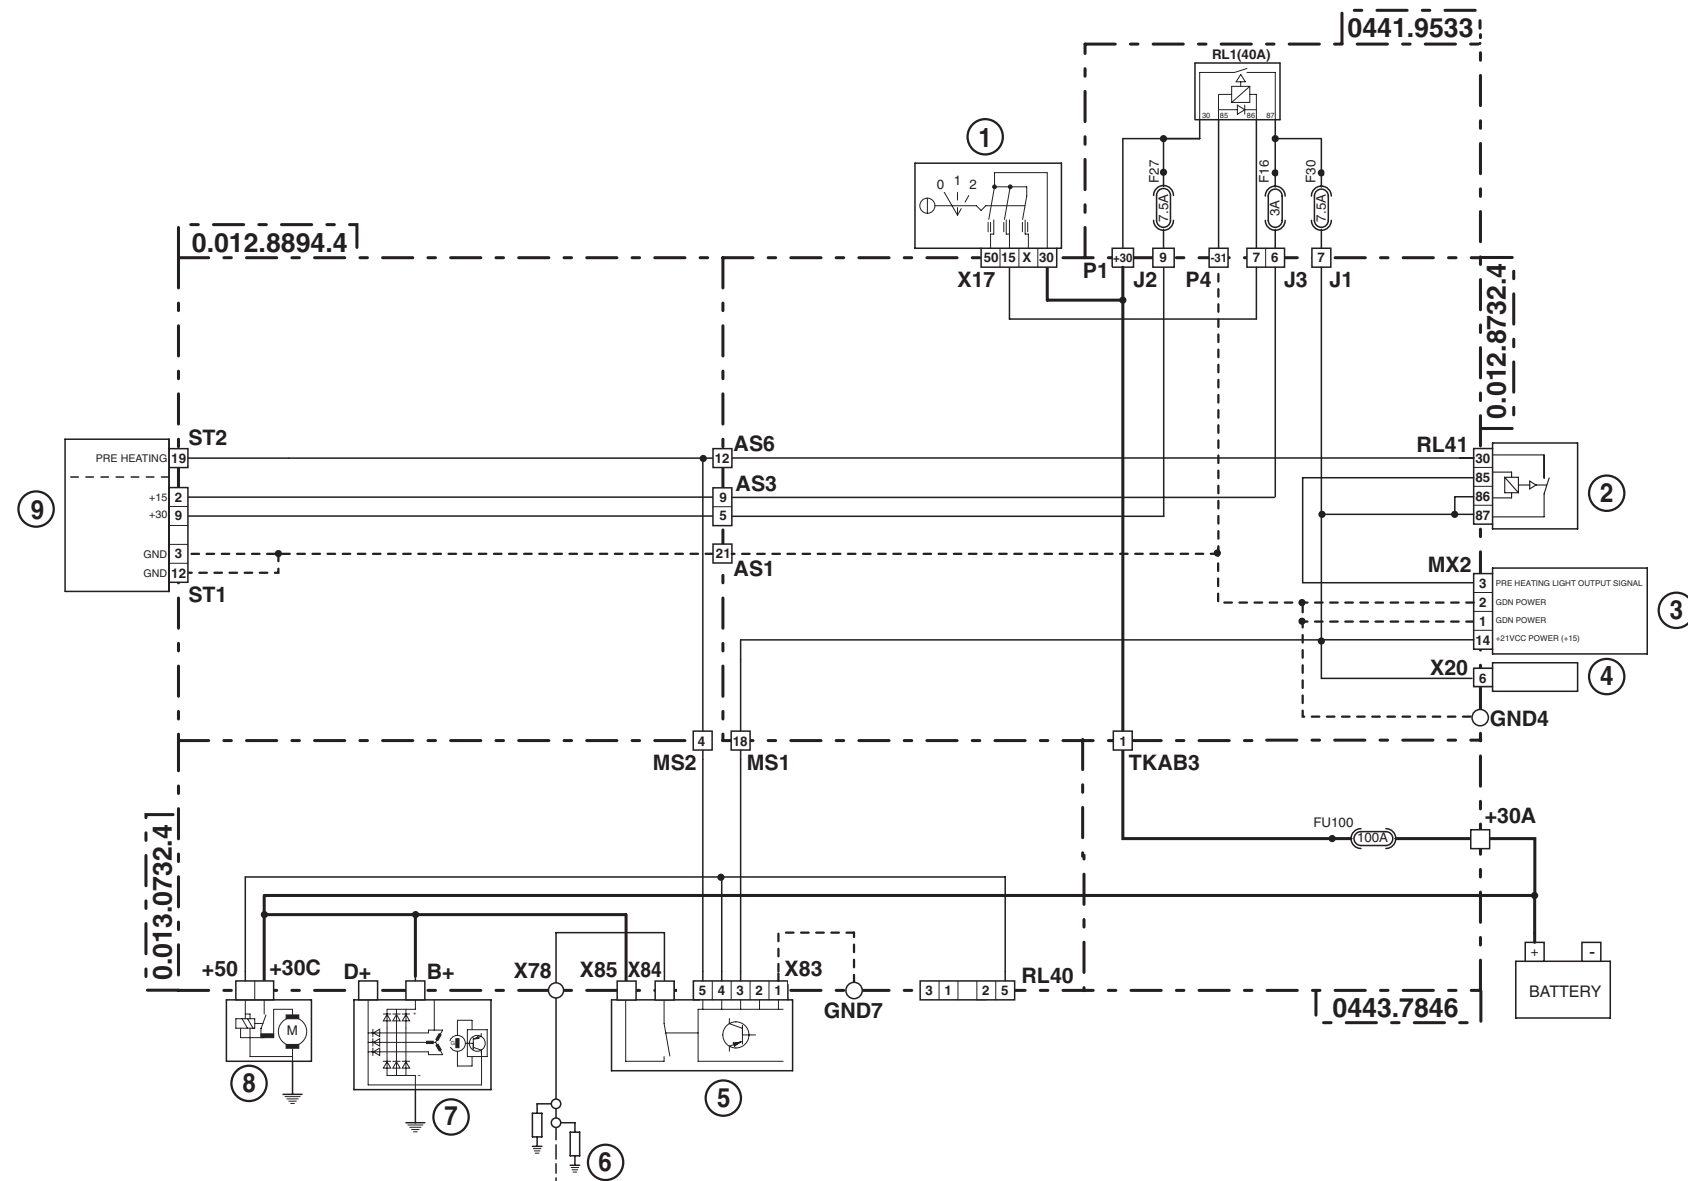 0441.9533
RL1(40A)
30 85 86 87
1
0 1 2
F27
7.5A
F16
3A
F30
7.5A
0.012.8894.4
50 15 X 30
X17
P1
+30
J2
9
P4
-31
7 6
J3
7
J1
0.012.8732.4
ST2
PRE HEATING 19
+15 2
+30 9
GND 3
GND 12
ST1
9
AS6
12
AS3
9
5
21
AS1
RL41
30
85
86
87
2
MX2
3 PRE HEATING LIGHT OUTPUT SIGNAL
2 GDN POWER
1 GDN POWER
14 +21VCC POWER (+15)
3
X20
6
4
GND4
4
MS2
18
MS1
1
TKAB3
FU100
100A
+30A
0.013.0732.4
+50
+30C
D+
B+
X78
X85
X84
5 4 3 2 1
X83
GND7
3 1 2 5
RL40
+ -
BATTERY
0443.7846
M
8
7
5
6